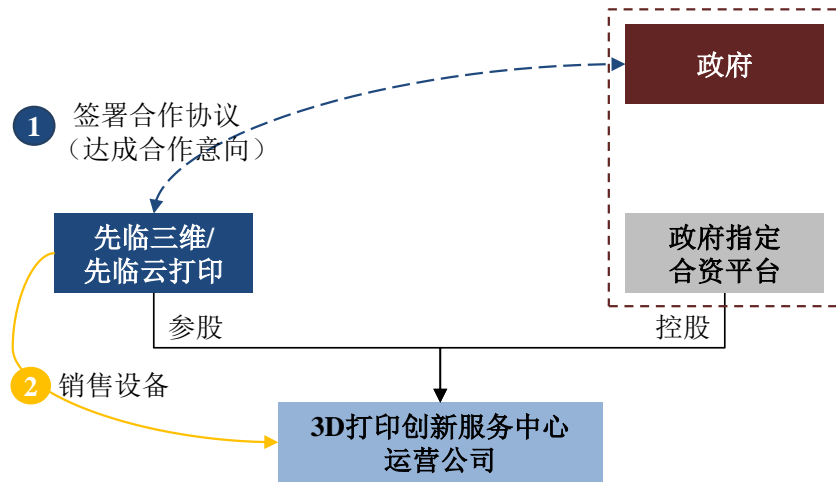 政府
1
签署合作协议
（达成合作意向）
先临三维/
先临云打印
政府指定
合资平台
参股
控股
2
销售设备
3D打印创新服务中心
运营公司